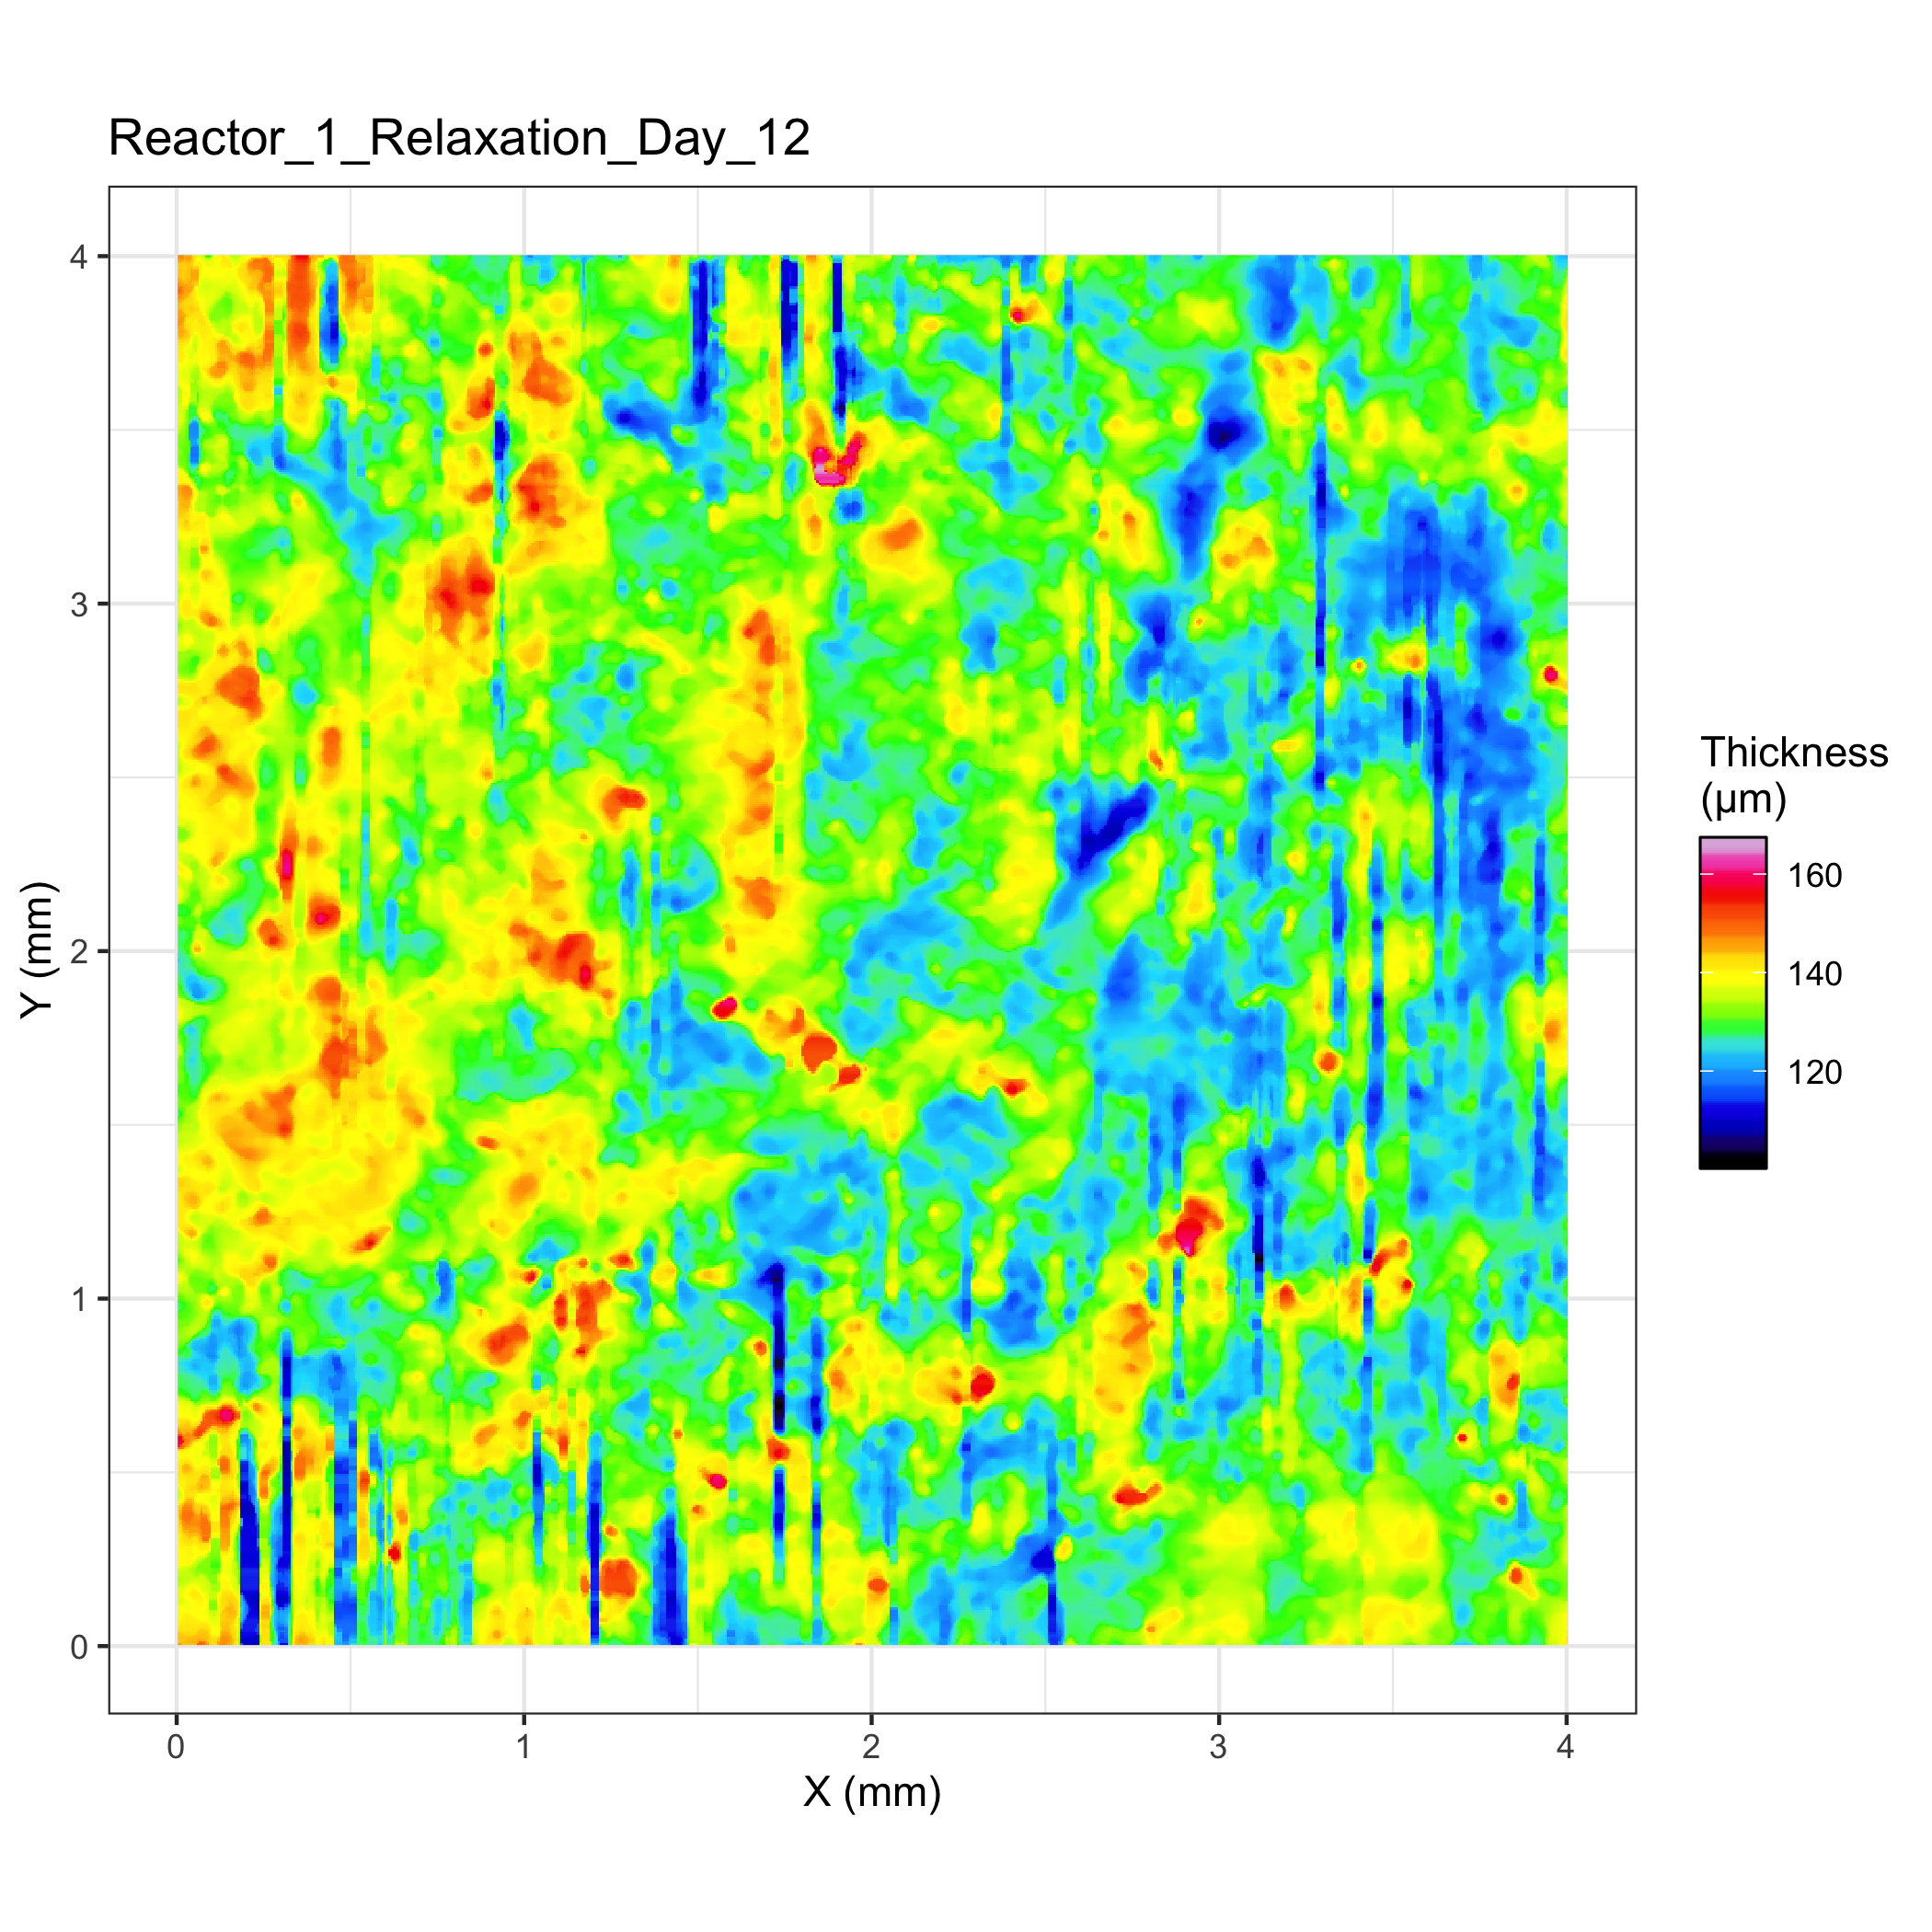 Reactor_1_Relaxation_Day_12
4
3
2
1
0
Y (mm)
0 1 2 3 4
X (mm)
Thickness
(µm)
160
140
120